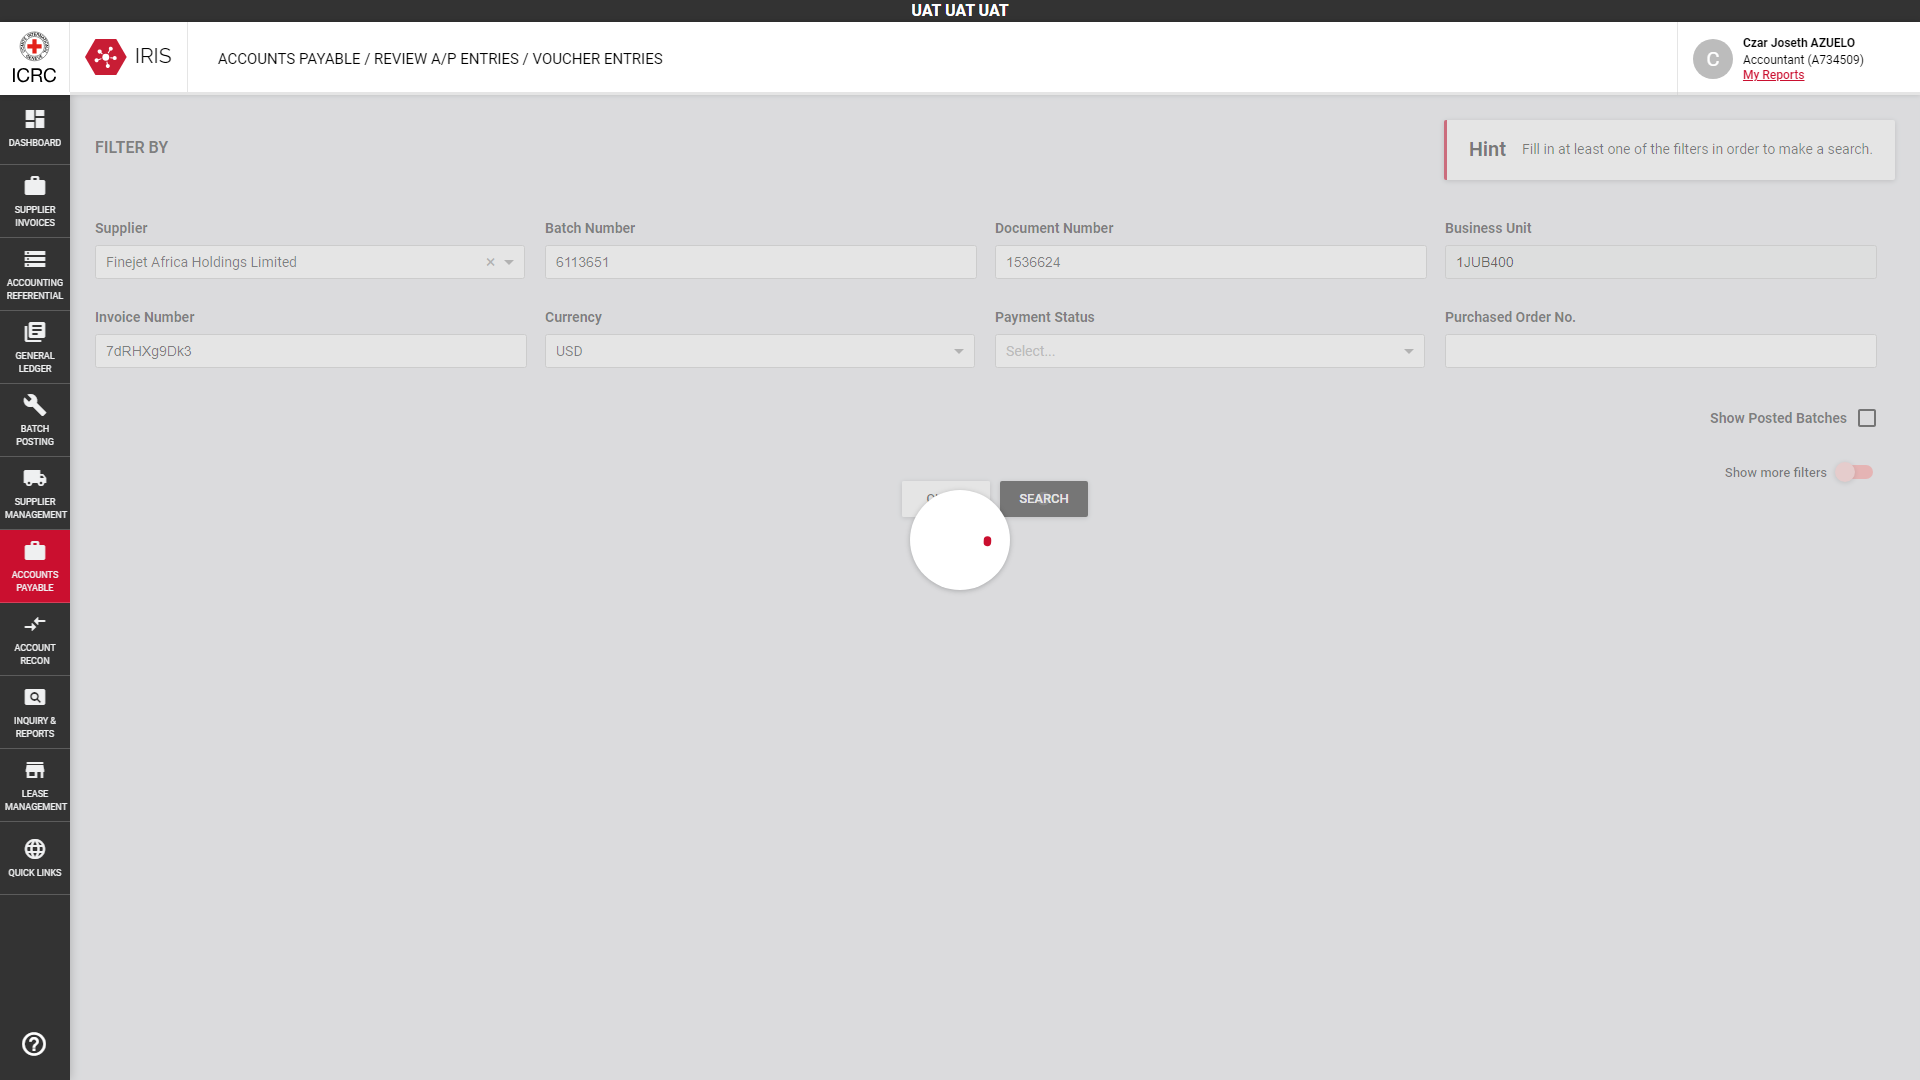 UAT UAT UAT
ICRC
IRIS
ACCOUNTS PAYABLE / REVIEW A/P ENTRIES / VOUCHER ENTRIES
C
Czar Joseth AZUELO
Accountant (A734509)
My Reports
DASHBOARD
SUPPLIER
INVOICES
ACCOUNTING
REFERENTIAL
GENERAL
LEDGER
BATCH
POSTING
SUPPLIER
MANAGEMENT
ACCOUNTS
PAYABLE
ACCOUNT
RECON
INQUIRY &
REPORTS
LEASE
MANAGEMENT
QUICK LINKS
FILTER BY
Hint Fill in at least one of the filters in order to make a search.
Supplier
Finejet Africa Holdings Limited
Batch Number
6113651
Document Number
1536624
Business Unit
1JUB400
Invoice Number
7dRHXg9Dk3
Currency
USD
Payment Status
Select...
Purchased Order No.
Show Posted Batches
Show more filters
SEARCH